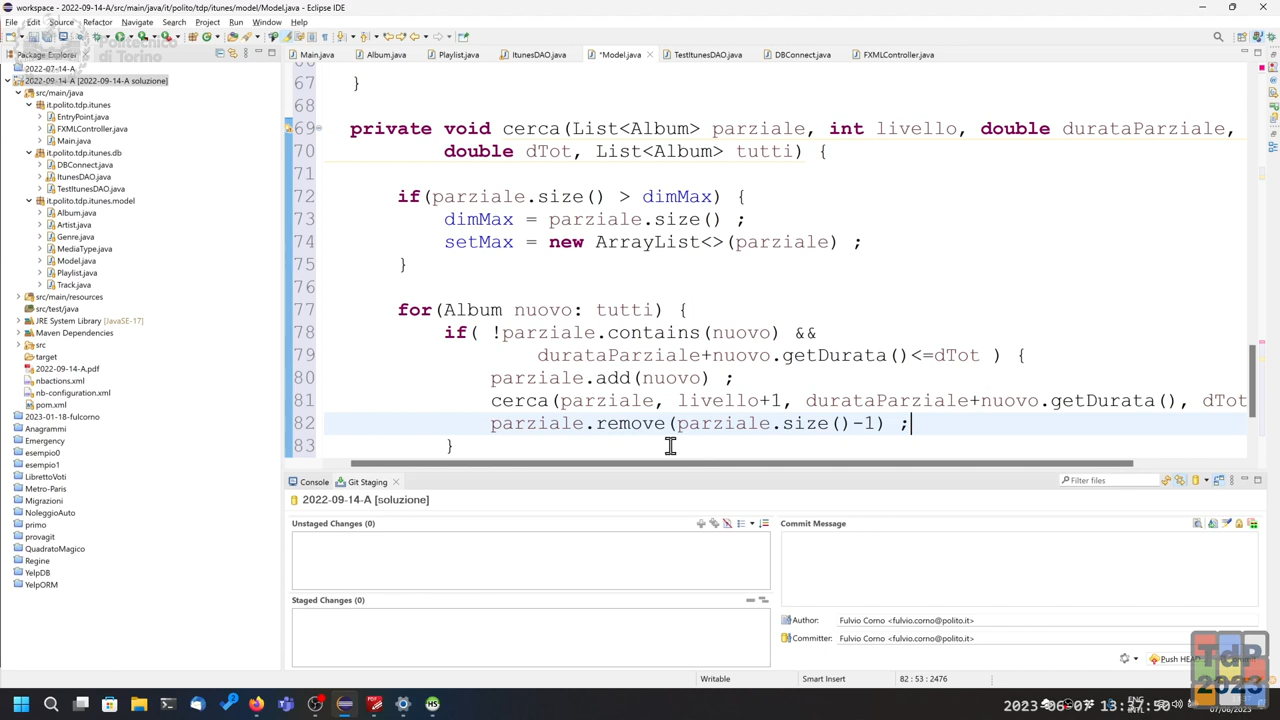 workspace - 2022-09-14-A/src/main/java/it/polito/tdp/itunes/model/Model.java - Eclipse IDE
File Edit Source Refactor Navigate Search Project Run Window Help
Politecnico
di Torino
Package Explorer
Main.java Album.java Playlist.java ItunesDAO.java *Model.java TestItunesDAO.java DBConnect.java FXMLController.java
2022-07-14-A
2022-09-14-A [2022-09-14-A soluzione]
src/main/java
it.polito.tdp.itunes
EntryPoint.java
FXMLController.java
Main.java
it.polito.tdp.itunes.db
DBConnect.java
ItunesDAO.java
TestItunesDAO.java
it.polito.tdp.itunes.model
Album.java
Artist.java
Genre.java
MediaType.java
Model.java
Playlist.java
Track.java
src/main/resources
src/test/java
JRE System Library [JavaSE-17]
Maven Dependencies
src
target
2022-09-14-A.pdf
nbactions.xml
nb-configuration.xml
pom.xml
2023-01-18-fulcorno
Anagrammi
Emergency
esempio1
LibrettoVoti
Metro-Paris
Migrazioni
NoleggioAuto
primo
provagit
QuadratoMagico
Regine
YelpDB
YelpORM
67 }
68
69 private void cerca(List<Album> parziale, int livello, double durataParziale,
70 double dTot, List<Album> tutti) {
71
72 if(parziale.size() > dimMax) {
73 dimMax = parziale.size() ;
74 setMax = new ArrayList<>(parziale) ;
75 }
76
77 for(Album nuovo: tutti) {
78 if( !parziale.contains(nuovo) &&
79 durataParziale+nuovo.getDurata()<=dTot ) {
80 parziale.add(nuovo) ;
81 cerca(parziale, livello+1, durataParziale+nuovo.getDurata(), dTot
82 parziale.remove(parziale.size()-1) ;
83 }
Console Git Staging
Filter files
2022-09-14-A [soluzione]
Unstaged Changes (0)
Commit Message
Staged Changes (0)
Author: Fulvio Corno <fulvio.corno@polito.it>
Committer: Fulvio Corno <fulvio.corno@polito.it>
Push HEAD
Writable Smart Insert 82 : 53 : 2476
TdP
2023
ENG